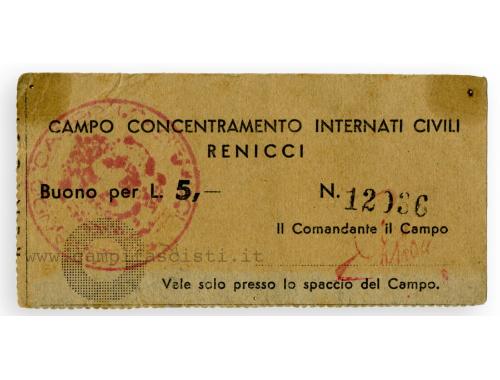 CAMPO CONCENTRAMENTO INTERNATI CIVILI
RENICCI
Buono per L. 5,—
N. 12036
Il Comandante il Campo
www.campifascisti.it
Vale solo presso lo spaccio del Campo.